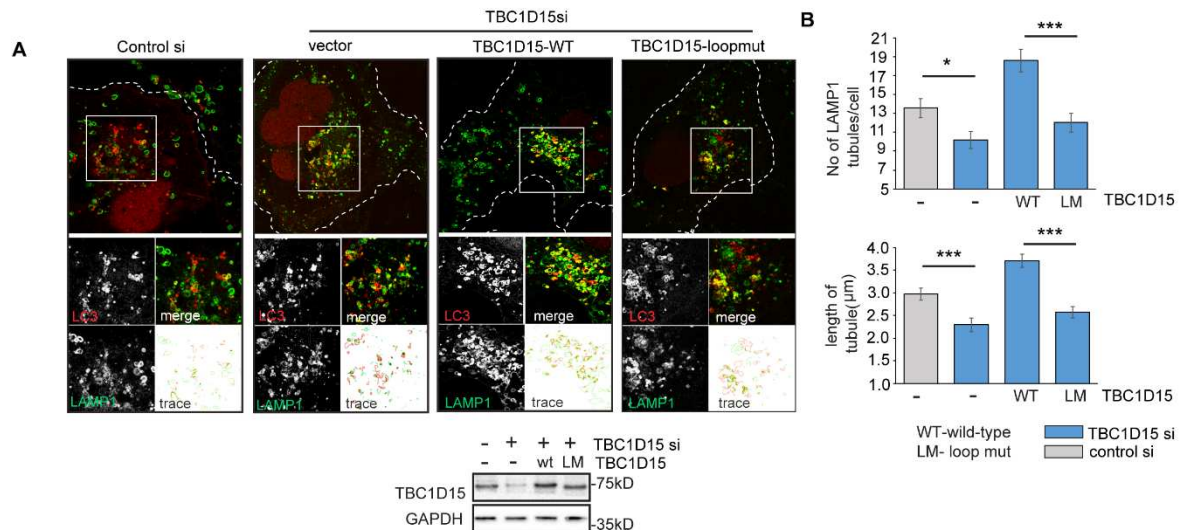 TBC1D15si
A
Control si
vector
TBC1D15-WT
TBC1D15-loopmut
LC3
merge
LC3
merge
LC3
merge
LC3
merge
LAMP1
trace
LAMP1
trace
LAMP1
trace
LAMP1
trace
- + + + TBC1D15 si
- - wt LM TBC1D15
TBC1D15
-75kD
GAPDH
-35kD
B
No of LAMP1
tubules/cell
21
19
17
15
13
11
9
7
5
*
***
- - WT LM TBC1D15
length of
tubule(µm)
4.0
3.5
3.0
2.5
2.0
1.5
1.0
***
***
- - WT LM TBC1D15
WT-wild-type
LM- loop mut
TBC1D15 si
control si